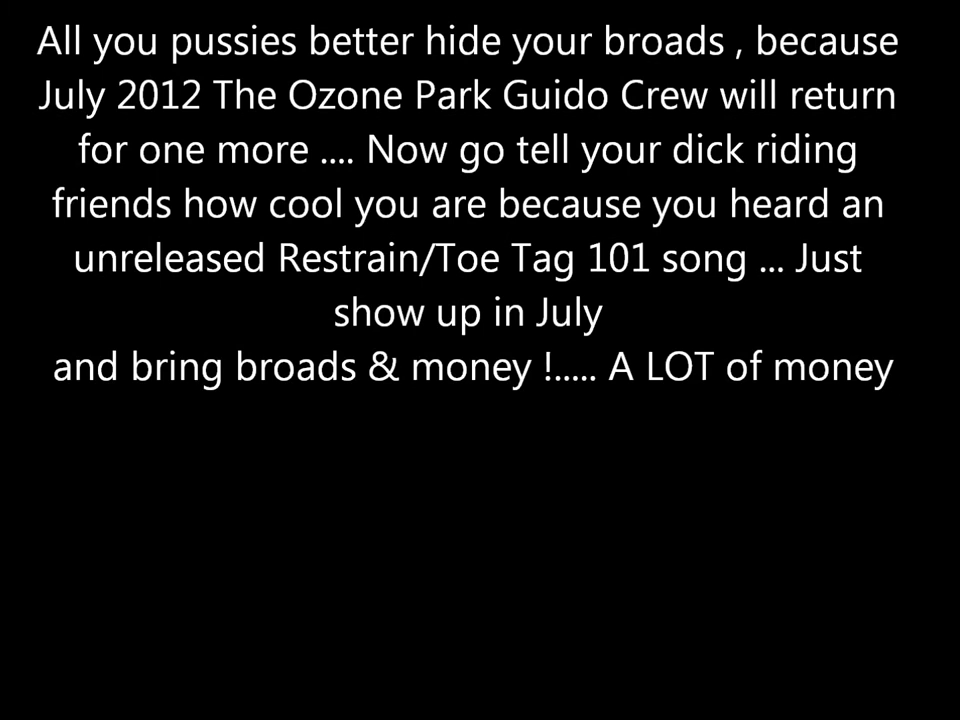 All you pussies better hide your broads , because
July 2012 The Ozone Park Guido Crew will return
for one more .... Now go tell your dick riding
friends how cool you are because you heard an
unreleased Restrain/Toe Tag 101 song ... Just
show up in July
and bring broads & money !..... A LOT of money